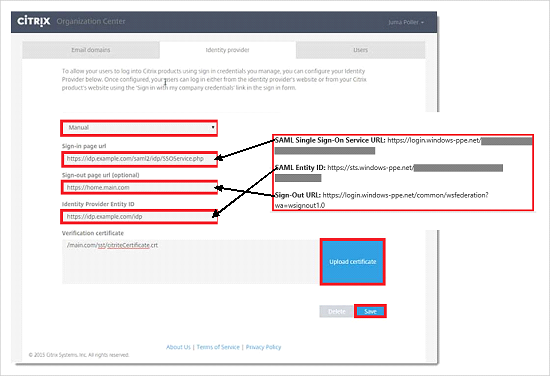 CITRIX Organization Center
Juma Polter
Email domains
Identity provider
Users
To allow your users to log into Citrix products using sign in credentials you manage, you can configure your Identity
Provider below. Once configured, your users can log in either from the identity provider's website or from your Citrix
product's website using the 'Sign in with my company credentials' link in the sign in form.
Manual
Sign-in page url
https://idp.example.com/saml2/idp/SSOService.php
Sign-out page url (optional)
https://home.main.com
Identity Provider Entity ID
https://idp.example.com/idp
Verification certificate
/main.com/sst/citriteCertificate.crt
Upload certificate
SAML Single Sign-On Service URL: https://login.windows-ppe.net/
SAML Entity ID: https://sts.windows-ppe.net/
Sign-Out URL: https://login.windows-ppe.net/common/wsfederation?
wa=wsignout1.0
Delete
Save
About Us | Terms of Service | Privacy Policy
© 2015 Citrix Systems, Inc. All rights reserved.